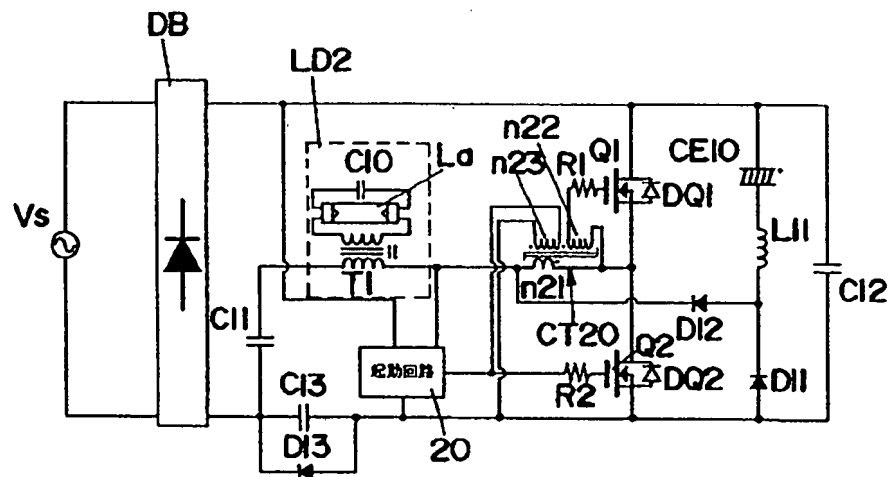 DB
LD2
n22
n23
R1
Q1
CE10
C10
La
DQ1
Vs
L11
T1
n21
C12
C11
D12
CT20
Q2
起動回路
C13
R2
DQ2
D11
D13
20